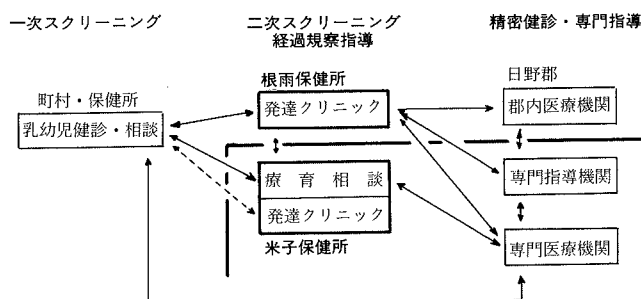 一次スクリーニング
二次スクリーニング
経過規察指導
精密健診・専門指導
町村・保健所
乳幼児健診・相談
根雨保健所
発達クリニック
療育相談
発達クリニック
米子保健所
日野郡
郡内医療機関
専門指導機関
専門医療機関